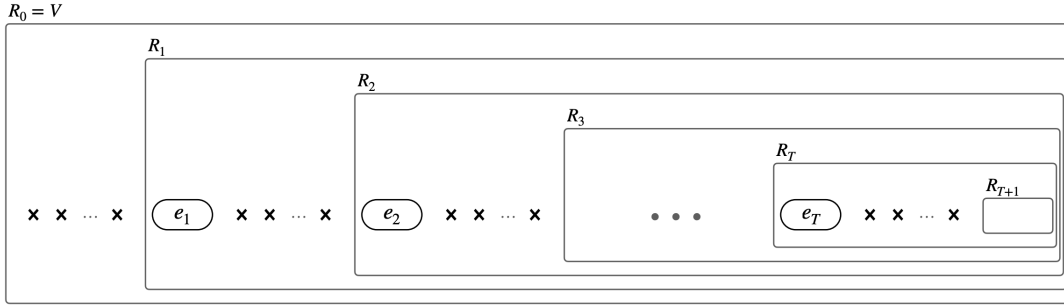 R_0 = V
R_1
R_2
R_3
R_T
R_{T+1}
× × ... × e_1 × × ... × e_2 × × ... × • • • e_T × × ... ×